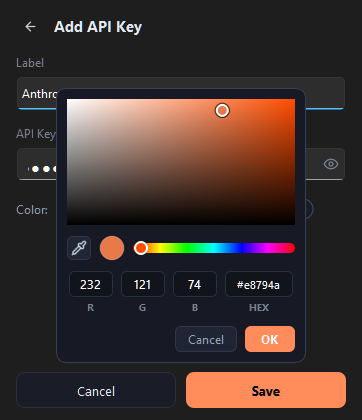 Add API Key
Label
Anthro
API Key
Color:
232 121 74 #e8794a
R G B HEX
Cancel OK
Cancel Save